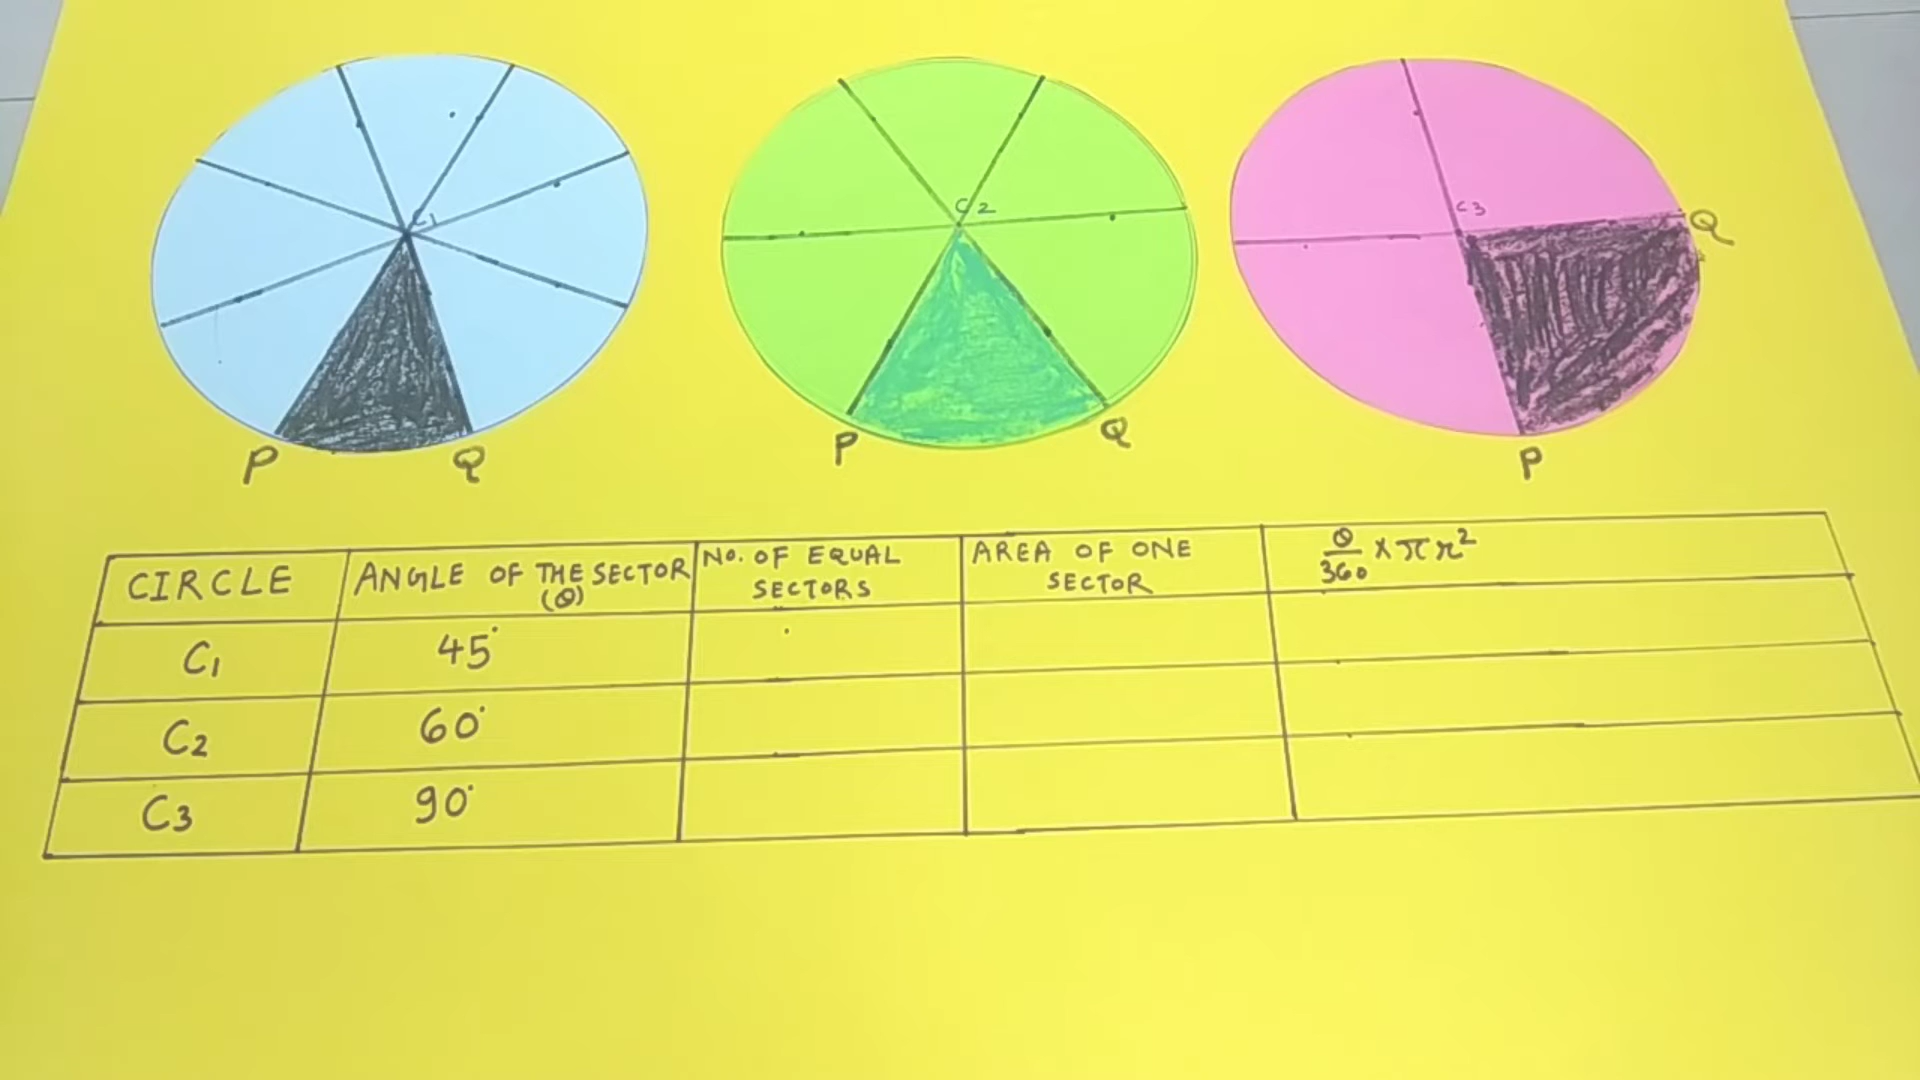 C1
C2
C3
Q
P
Q
P
Q
P
CIRCLE
ANGLE OF THE SECTOR
(θ)
NO. OF EQUAL
SECTORS
AREA OF ONE
SECTOR
θ/360 × πr²
C1
45°
C2
60°
C3
90°